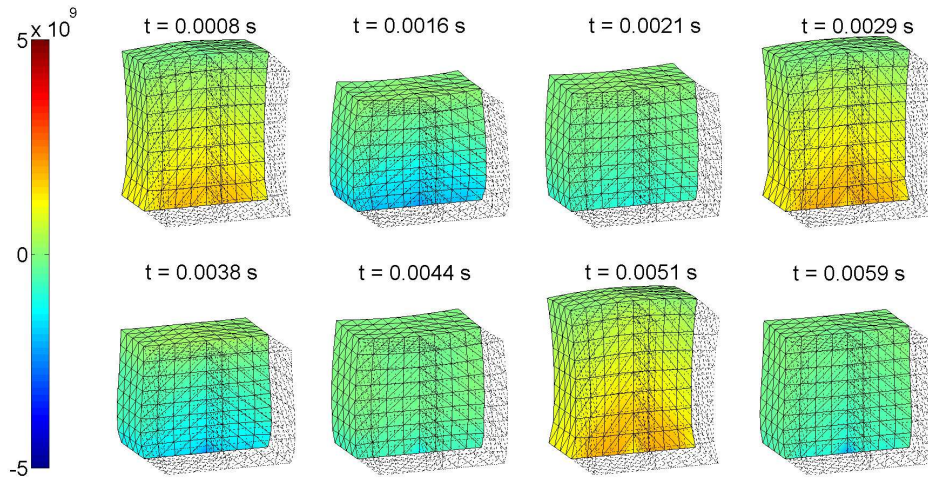 x 10^9
5
0
-5
t = 0.0008 s
t = 0.0016 s
t = 0.0021 s
t = 0.0029 s
t = 0.0038 s
t = 0.0044 s
t = 0.0051 s
t = 0.0059 s